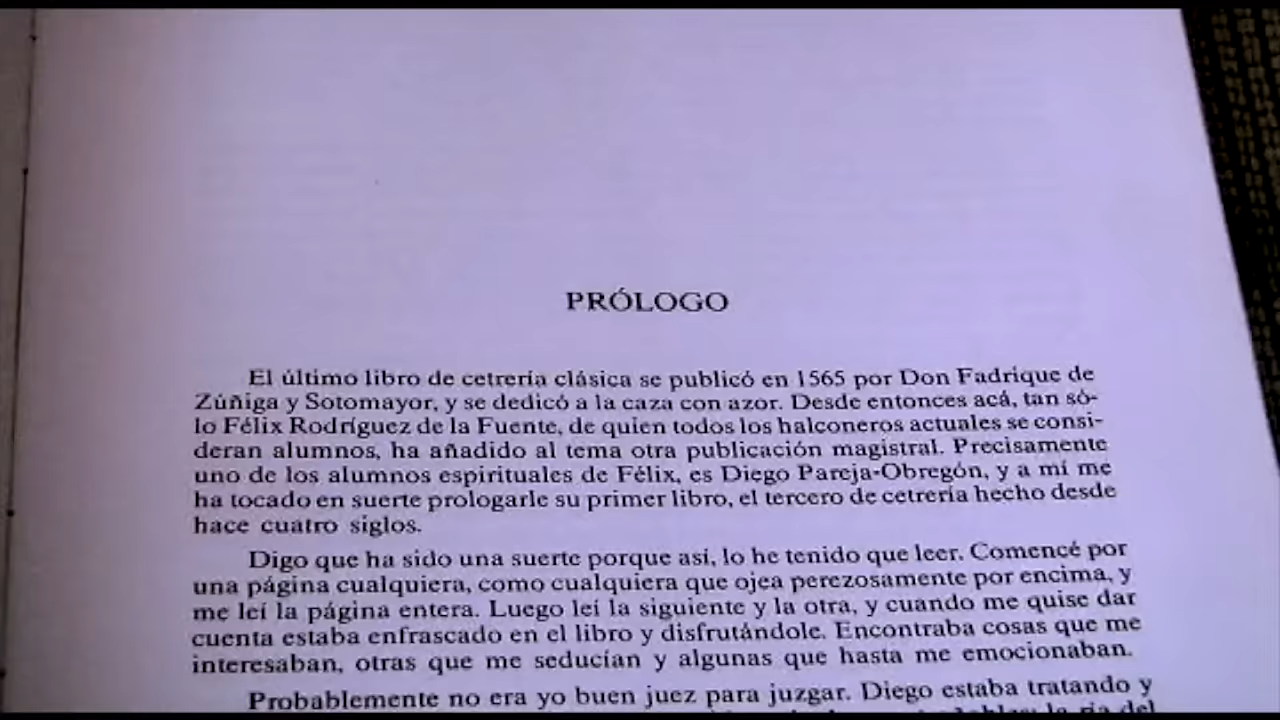 PRÓLOGO
El último libro de cetrería clásica se publicó en 1565 por Don Fadrique de
Zúñiga y Sotomayor, y se dedicó a la caza con azor. Desde entonces acá, tan só-
lo Félix Rodríguez de la Fuente, de quien todos los halconeros actuales se consi-
deran alumnos, ha añadido al tema otra publicación magistral. Precisamente
uno de los alumnos espirituales de Félix, es Diego Pareja-Obregón, y a mí me
ha tocado en suerte prologarle su primer libro, el tercero de cetrería hecho desde
hace cuatro siglos.
Digo que ha sido una suerte porque así, lo he tenido que leer. Comencé por
una página cualquiera, como cualquiera que ojea perezosamente por encima, y
me leí la página entera. Luego leí la siguiente y la otra, y cuando me quise dar
cuenta estaba enfrascado en el libro y disfrutándole. Encontraba cosas que me
interesaban, otras que me seducían y algunas que hasta me emocionaban.
Probablemente no era yo buen juez para juzgar. Diego estaba tratando y
la ría del